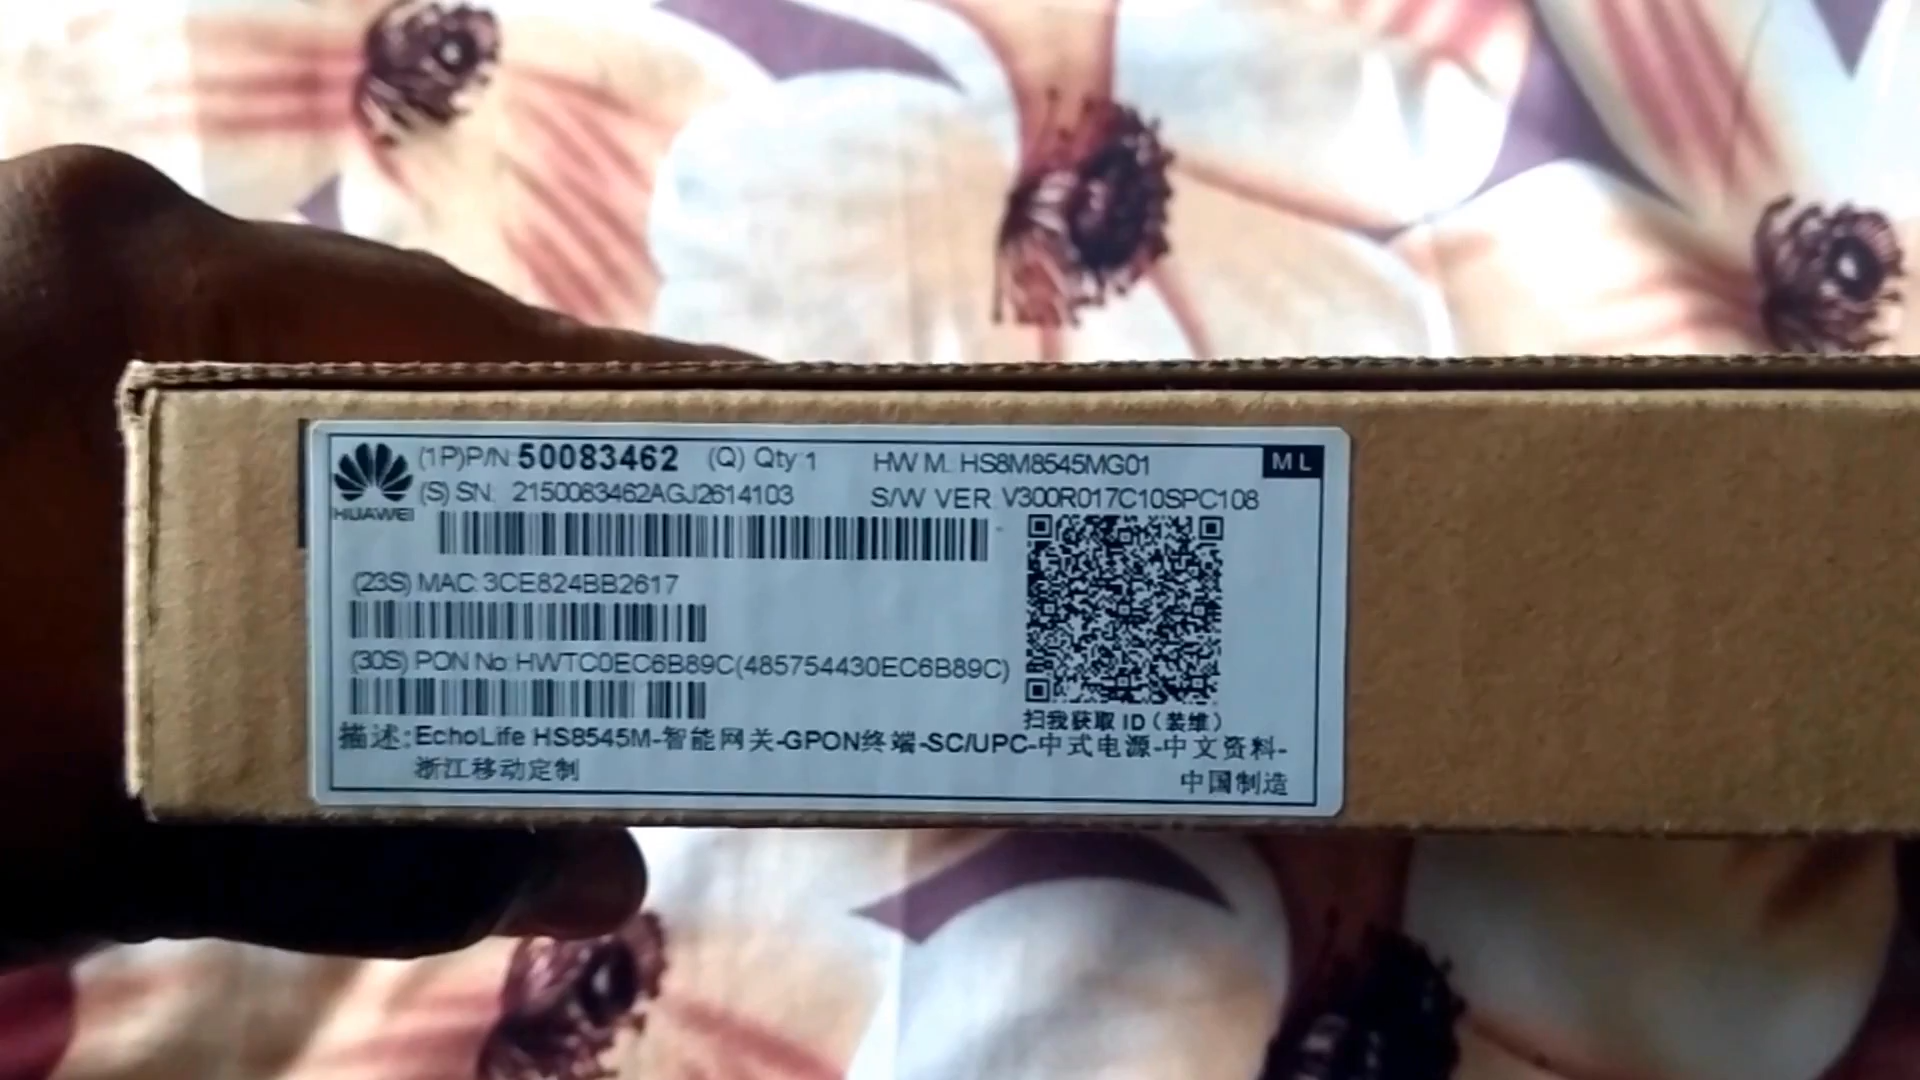 (1P)P/N:50083462 (Q) Qty:1 HW M. HS8M8545MG01 ML
(S) SN: 2150083462AGJ2614103 S/W VER: V300R017C10SPC108
HUAWEI
(23S) MAC: 3CE824BB2617
(30S) PON No:HWTC0EC6B89C(485754430EC6B89C)
扫我获取 ID（装维）
描述:EchoLife HS8545M-智能网关-GPON终端-SC/UPC-中式电源-中文资料-
浙江移动定制
中国制造